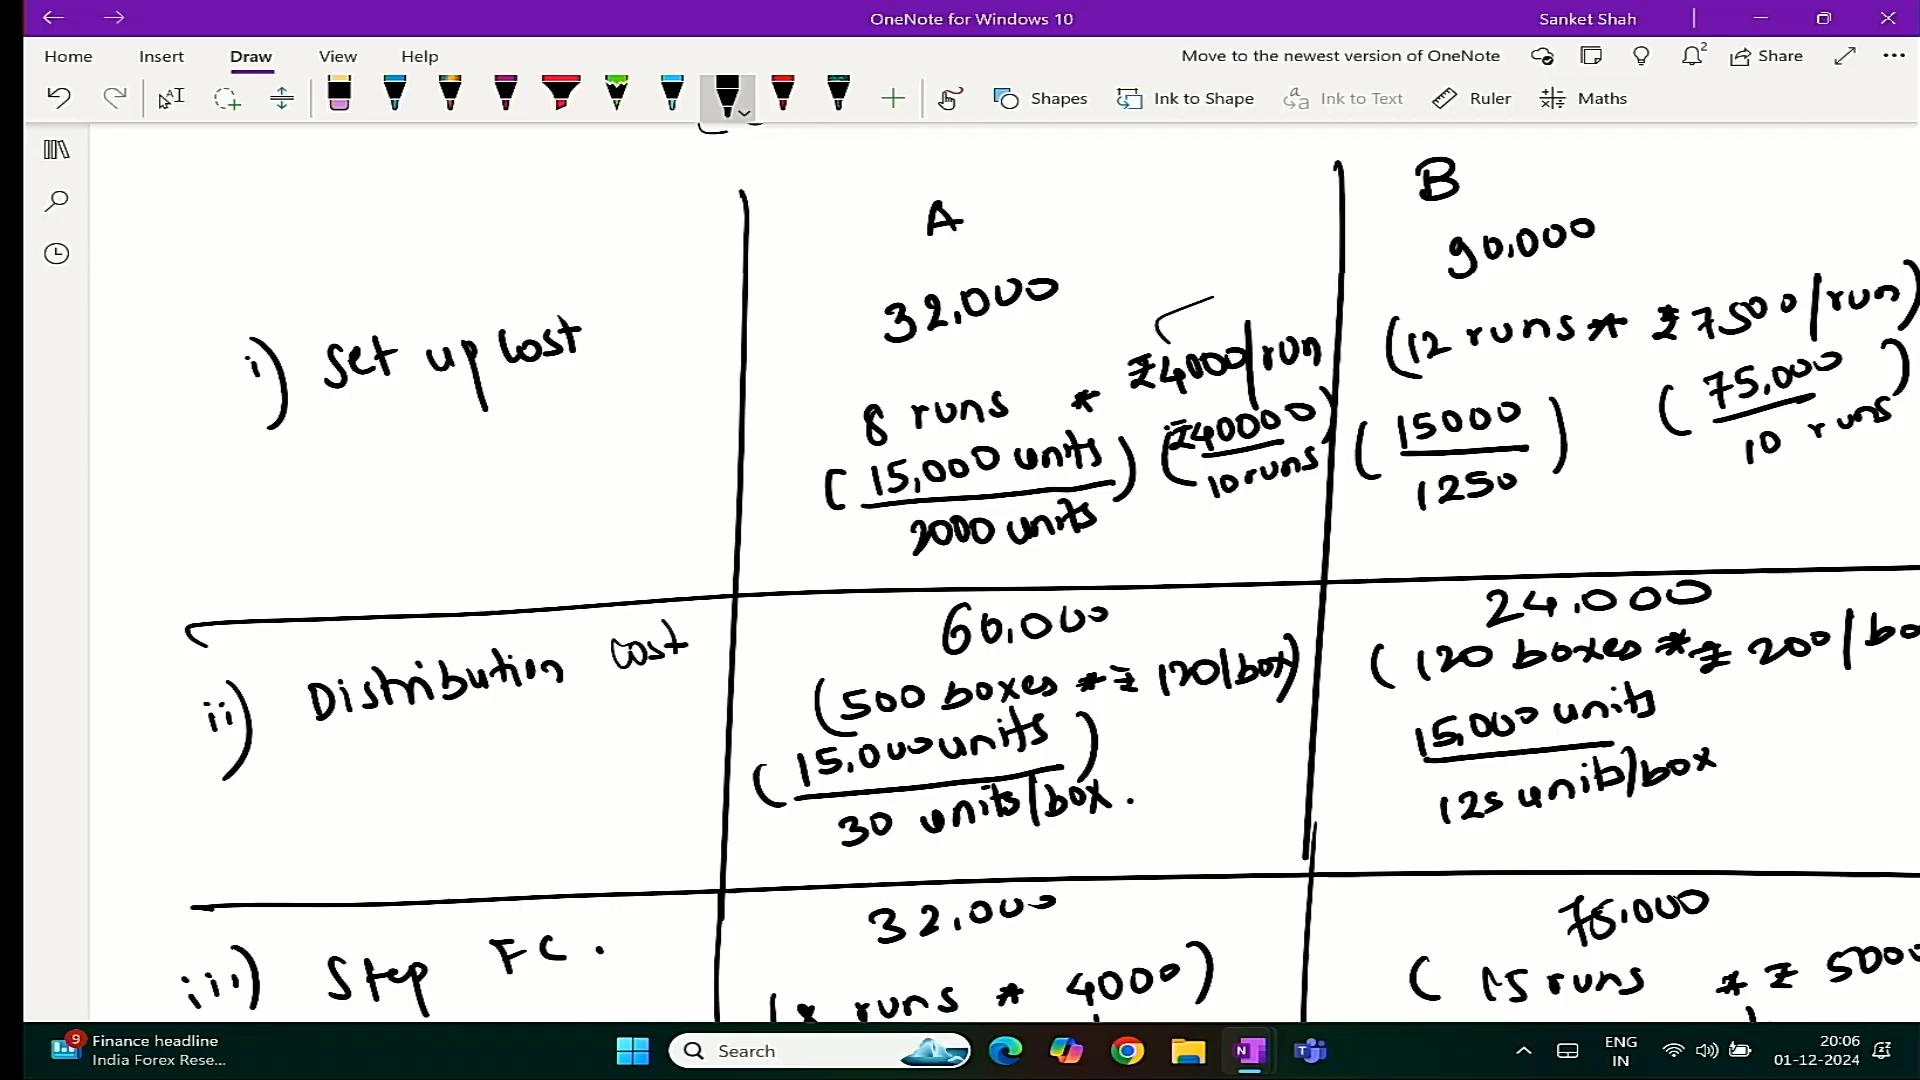 OneNote for Windows 10
Sanket Shah
Home Insert Draw View Help
Move to the newest version of OneNote
2
Share
Shapes
Ink to Shape
Ink to Text
Ruler
Maths
A
B
32,000
90,000
i) Set up Cost
8 runs * ₹4000/run
(12 runs * ₹7500/run)
(15,000 units / 2000 units)
(₹40000 / 10 runs)
(15000 / 1250)
(75,000 / 10 runs)
ii) Distribution Cost
60,000
24,000
(500 boxes * ₹ 120/box)
(120 boxes * ₹ 200/bo
(15,000 units / 30 units/box.)
15,000 units / 125 units/box
iii) Step FC.
32,000
75,000
(8 runs * 4000)
(15 runs * ₹ 5000
9
Finance headline
India Forex Rese...
Search
ENG
IN
20:06
01-12-2024